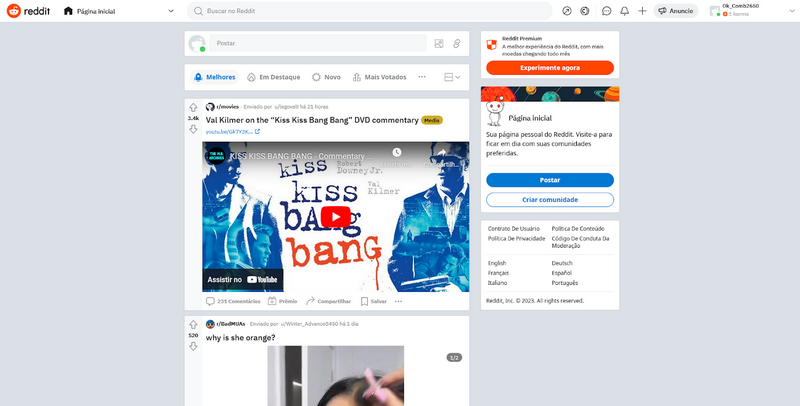 reddit
Página inicial
Buscar no Reddit
Anuncie
Ok_Comb2650
1 karma
Postar
Melhores
Em Destaque
Novo
Mais Votados
3.4k
r/movies · Enviado por u/legovelt há 21 horas
Val Kilmer on the “Kiss Kiss Bang Bang” DVD commentary Media
youtu.be/GkTY2K...
KISS KISS BANG BANG - Commentary ...
kiss
Robert
Downey Jr.
kiss
Val
Kilmer
bAng
bang
Assistir no YouTube
231 Comentários
Prêmio
Compartilhar
Salvar
520
r/BadMUAs · Enviado por u/Winter_Advance5490 há 1 dia
why is she orange?
1/2
Reddit Premium
A melhor experiência do Reddit, com mais
moedas chegando todo mês
Experimente agora
Página inicial
Sua página pessoal do Reddit. Visite-a para
ficar em dia com suas comunidades
preferidas.
Postar
Criar comunidade
Contrato De Usuário
Política De Conteúdo
Política De Privacidade
Código De Conduta Da
Moderação
English
Deutsch
Français
Español
Italiano
Português
Reddit, Inc. © 2023. All rights reserved.